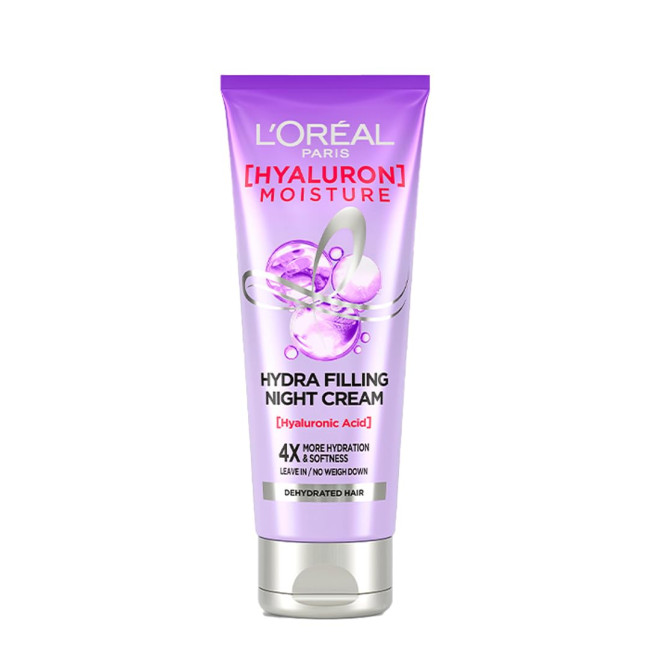 L'ORÉAL
PARIS
[HYALURON]
MOISTURE
HYDRA FILLING
NIGHT CREAM
[Hyaluronic Acid]
4X MORE HYDRATION
& SOFTNESS
LEAVE IN / NO WEIGH DOWN
DEHYDRATED HAIR